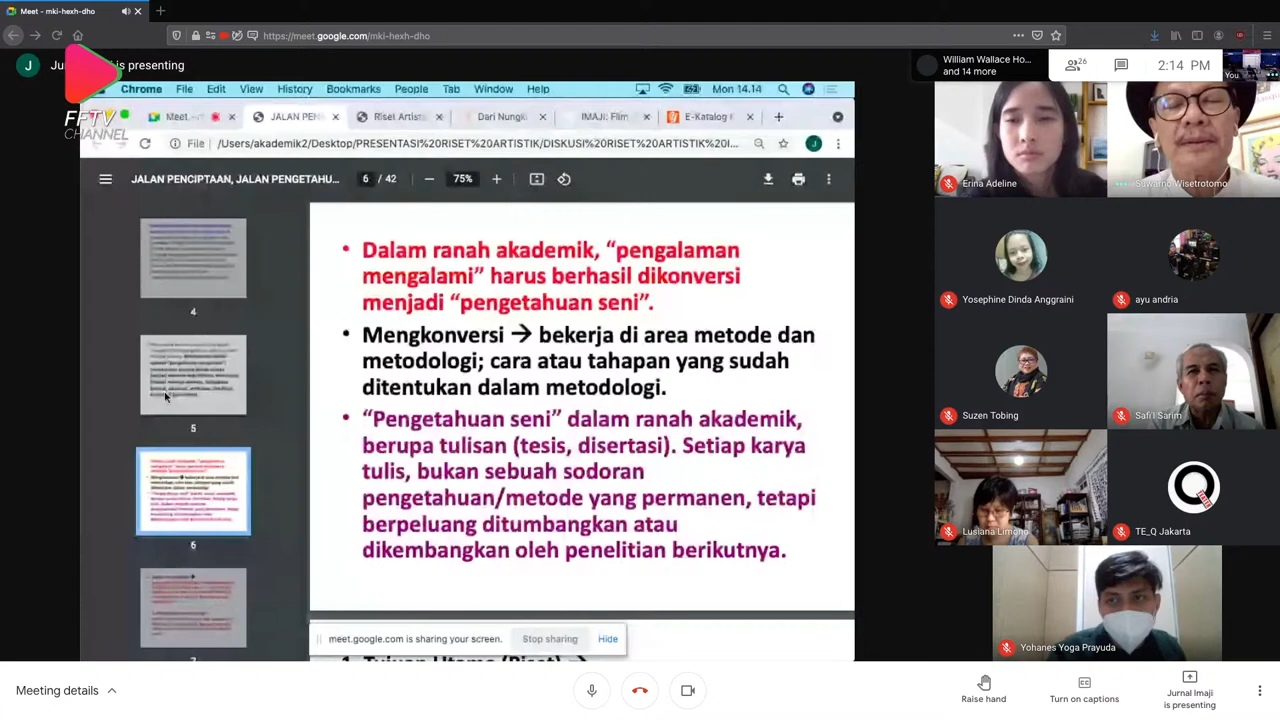 Meet - mki-hexh-dho
https://meet.google.com/mki-hexh-dho
J
is presenting
FFTV
CHANNEL
William Wallace Ho...
and 14 more
26
2:14 PM
You
Chrome File Edit View History Bookmarks People Tab Window Help
Mon 14.14
JALAN PEN
Risel Artis
Dari Nungk
IMAJI: Flim
E-Katalog
File
/Users/akademik2/Desktop/PRESENTASI%20RISET%20ARTISTIK/DISKUSI%20RISET%20ARTISTIK%20I...
J
JALAN PENCIPTAAN, JALAN PENGETAHU...
6 / 42
75%
4
5
6
• Dalam ranah akademik, “pengalaman
mengalami” harus berhasil dikonversi
menjadi “pengetahuan seni”.
• Mengkonversi → bekerja di area metode dan
metodologi; cara atau tahapan yang sudah
ditentukan dalam metodologi.
• “Pengetahuan seni” dalam ranah akademik,
berupa tulisan (tesis, disertasi). Setiap karya
tulis, bukan sebuah sodoran
pengetahuan/metode yang permanen, tetapi
berpeluang ditumbangkan atau
dikembangkan oleh penelitian berikutnya.
meet.google.com is sharing your screen.
Stop sharing
Hide
Erina Adeline
Suwarno Wisetrotomo
Yosephine Dinda Anggraini
ayu andria
Suzen Tobing
Safi'i Sarim
Lusiana Limono
TE_Q Jakarta
Yohanes Yoga Prayuda
Meeting details
Raise hand
Turn on captions
Jurnal Imaji
is presenting